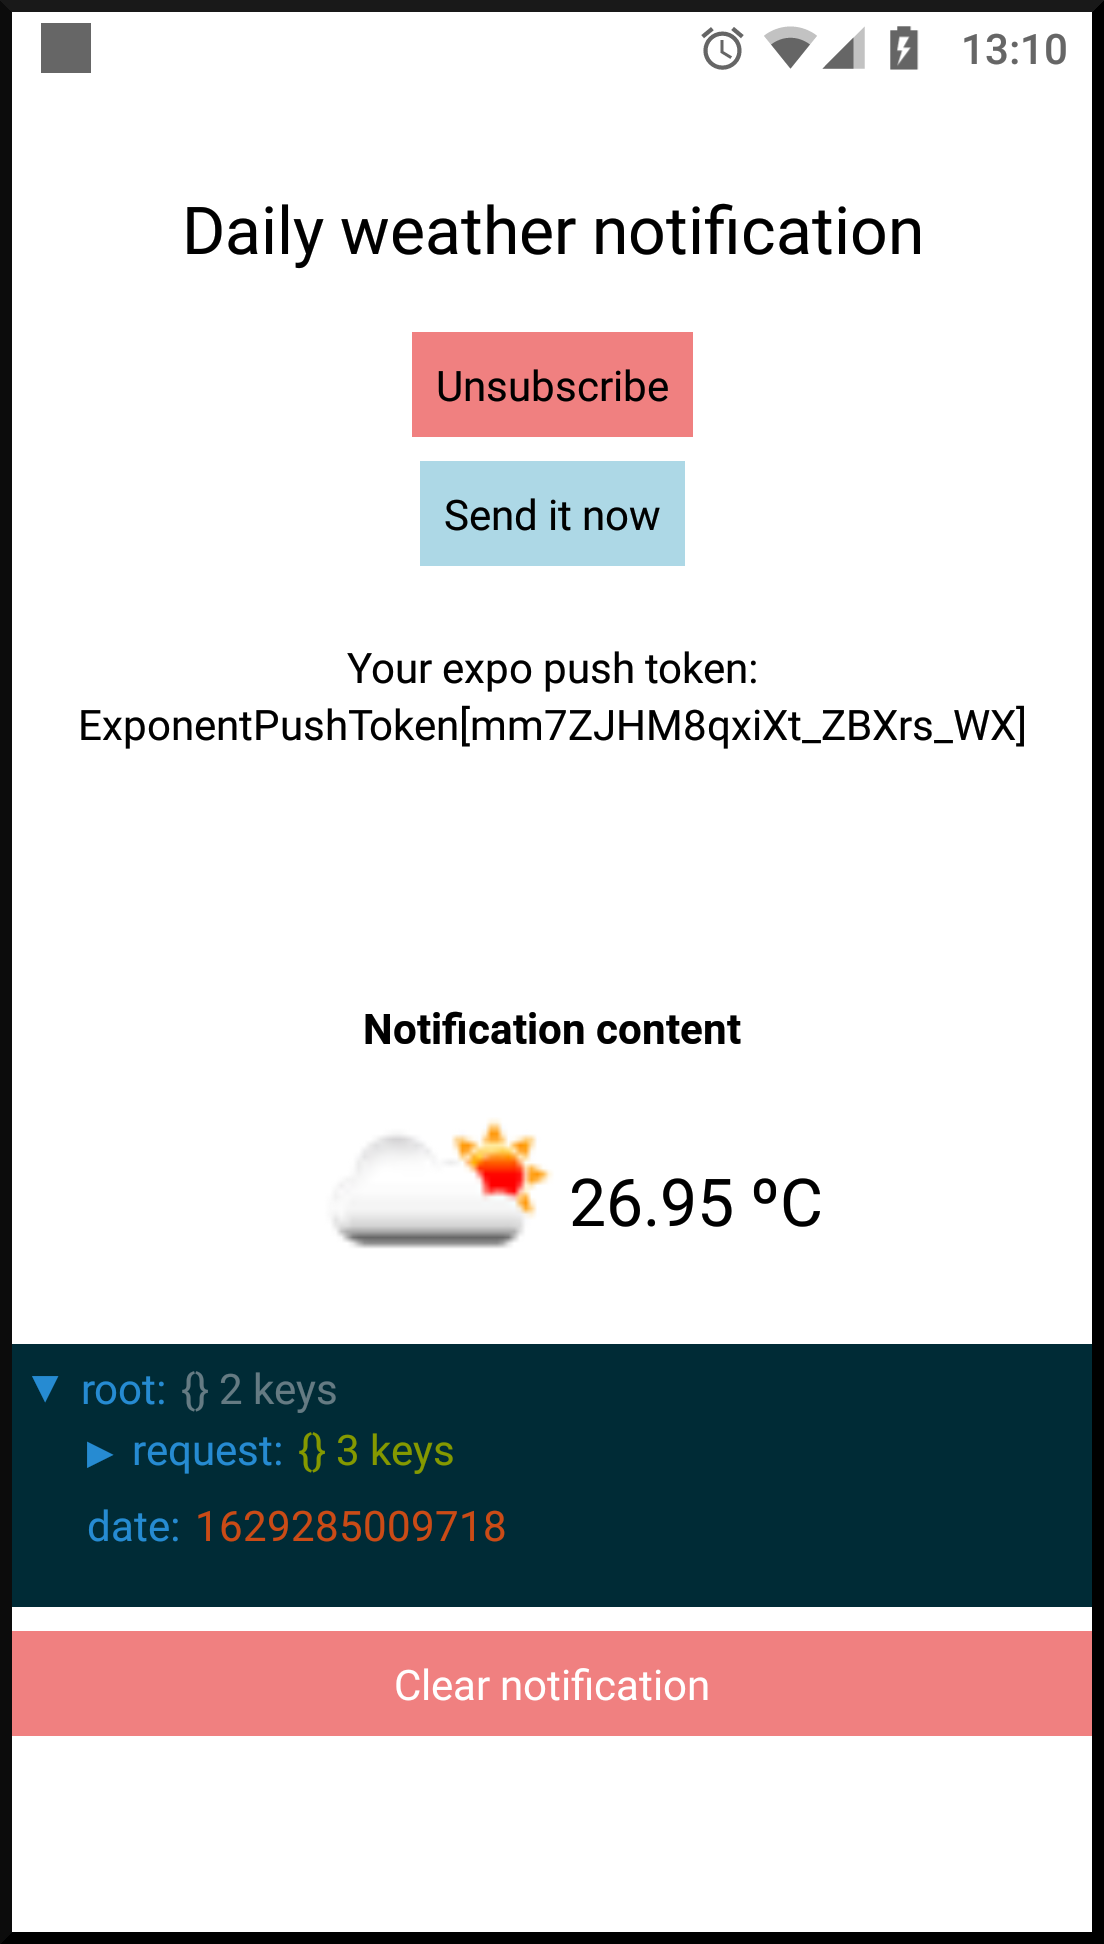 13:10
Daily weather notification
Unsubscribe
Send it now
Your expo push token:
ExponentPushToken[mm7ZJHM8qxiXt_ZBXrs_WX]
Notification content
26.95 ºC
▼ root: {} 2 keys
▶ request: {} 3 keys
date: 1629285009718
Clear notification